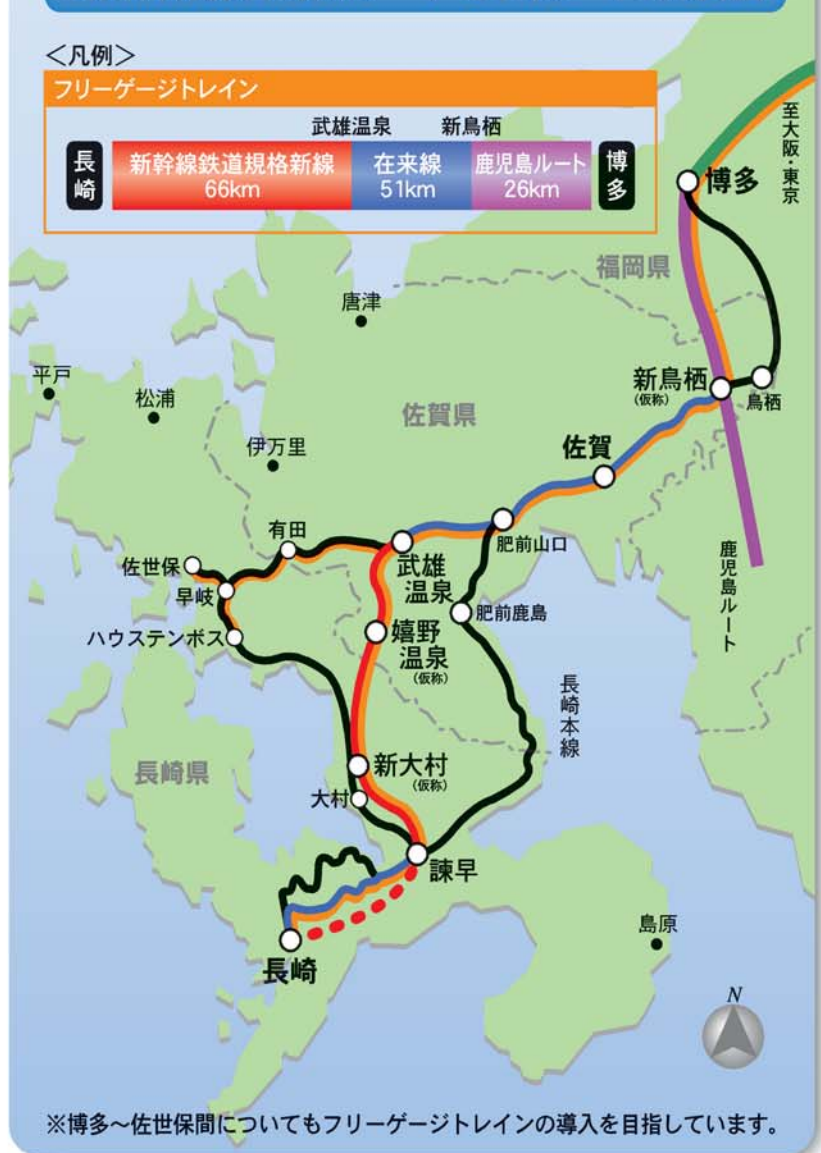 ＜凡例＞
フリーゲージトレイン
武雄温泉
新鳥栖
長崎
新幹線鉄道規格新線
66km
在来線
51km
鹿児島ルート
26km
博多
至大阪・東京
博多
福岡県
唐津
新鳥栖
(仮称)
鳥栖
平戸
松浦
佐賀県
伊万里
佐賀
有田
肥前山口
佐世保
武雄
温泉
早岐
肥前鹿島
鹿児島ルート
ハウステンボス
嬉野
温泉
(仮称)
長崎本線
新大村
(仮称)
長崎県
大村
諫早
島原
長崎
N
※博多～佐世保間についてもフリーゲージトレインの導入を目指しています。